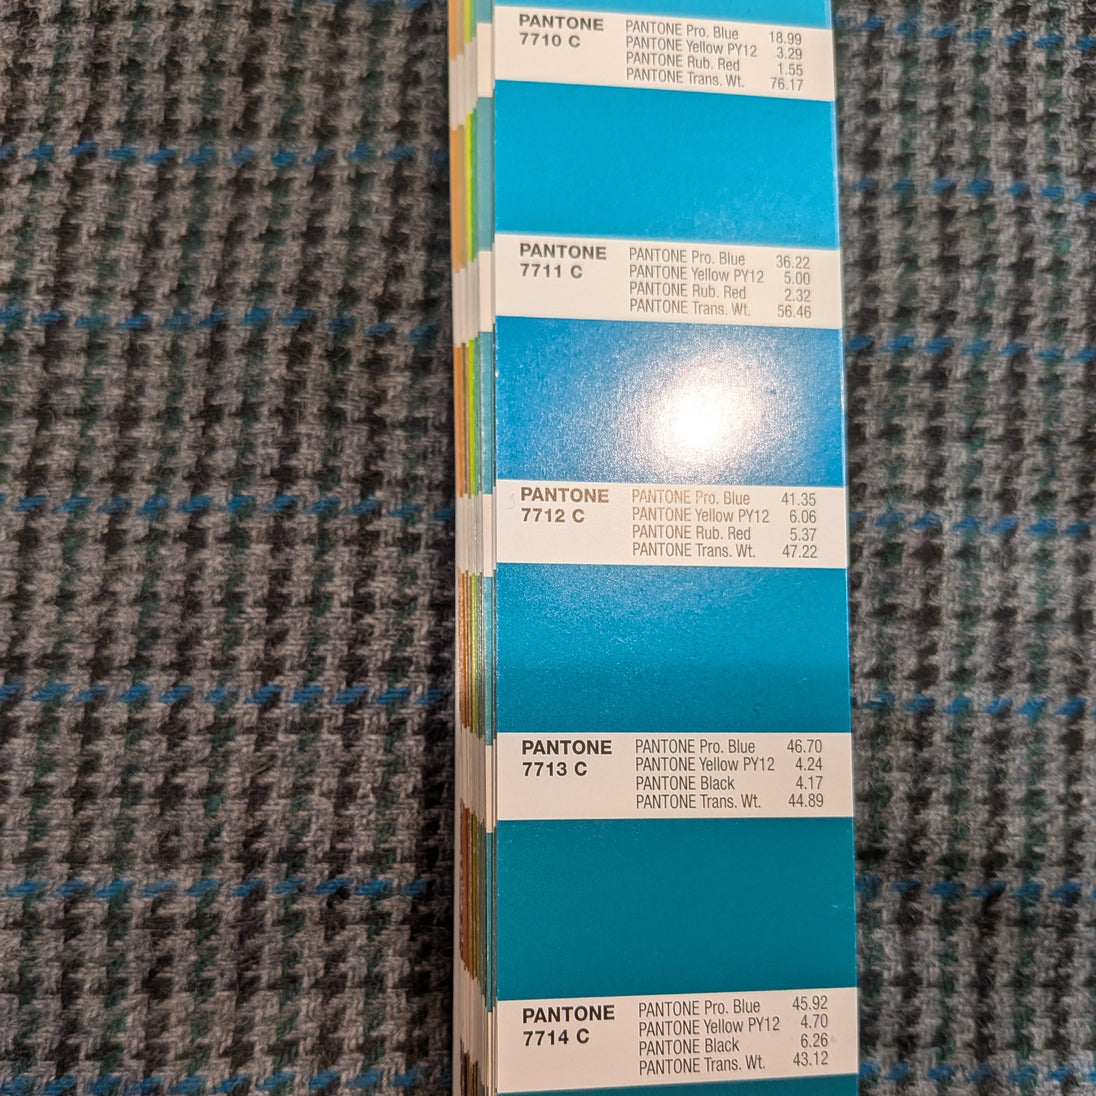 PANTONE
7710 C
PANTONE Pro. Blue 18.99
PANTONE Yellow PY12 3.29
PANTONE Rub. Red 1.55
PANTONE Trans. Wt. 76.17
PANTONE
7711 C
PANTONE Pro. Blue 36.22
PANTONE Yellow PY12 5.00
PANTONE Rub. Red 2.32
PANTONE Trans. Wt. 56.46
PANTONE
7712 C
PANTONE Pro. Blue 41.35
PANTONE Yellow PY12 6.06
PANTONE Rub. Red 5.37
PANTONE Trans. Wt. 47.22
PANTONE
7713 C
PANTONE Pro. Blue 46.70
PANTONE Yellow PY12 4.24
PANTONE Black 4.17
PANTONE Trans. Wt. 44.89
PANTONE
7714 C
PANTONE Pro. Blue 45.92
PANTONE Yellow PY12 4.70
PANTONE Black 6.26
PANTONE Trans. Wt. 43.12